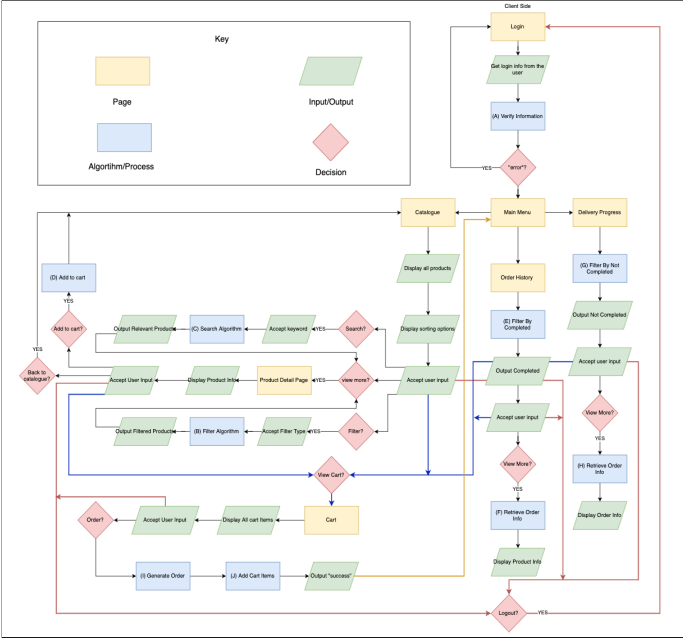 Client Side
Key
Page
Input/Output
Algortihm/Process
Decision
Login
Get login info from the
user
(A) Verify Information
"error"?
YES
Catalogue
Main Menu
Delivery Progress
Display all products
Order History
(G) Filter By Not
Completed
(D) Add to cart
YES
Add to cart?
Output Relevant Product
(C) Search Algorithm
Accept keyword
YES
Search?
Display sorting options
(E) Filter By
Completed
Output Not Completed
YES
Back to
catalogue?
Accept User Input
Display Product Info
Product Detail Page
YES
view more?
Accept user input
Output Completed
Accept user input
Output Filtered Products
(B) Filter Algorithm
Accept Filter Type
YES
Filter?
Accept user input
View More?
YES
View Cart?
View More?
YES
(H) Retrieve Order
Info
Order?
Accept User Input
Display All cart Items
Cart
(F) Retrieve Order
Info
Display Order Info
(I) Generate Order
(J) Add Cart Items
Output "success"
Display Product Info
Logout?
YES